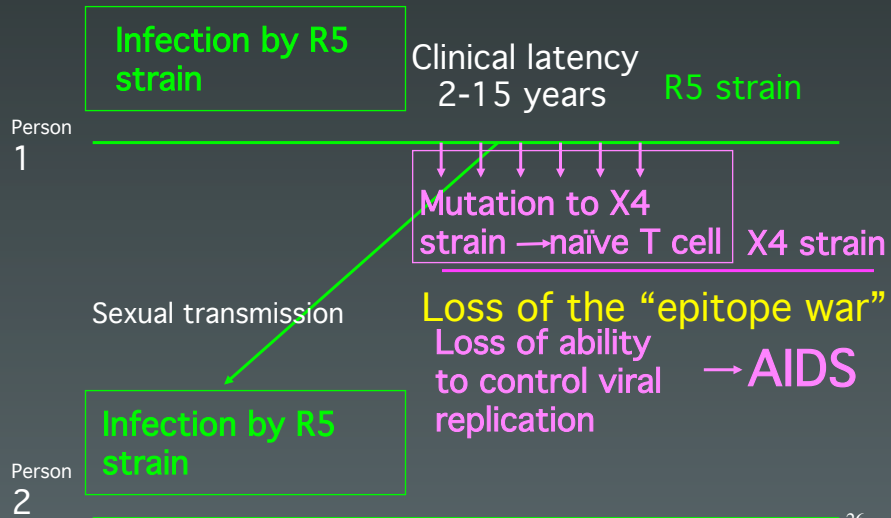 Infection by R5
strain
Clinical latency
2-15 years
R5 strain
Person
1
Mutation to X4
strain → naïve T cell
X4 strain
Sexual transmission
Loss of the “epitope war”
Loss of ability
to control viral
replication
→ AIDS
Infection by R5
strain
Person
2
26